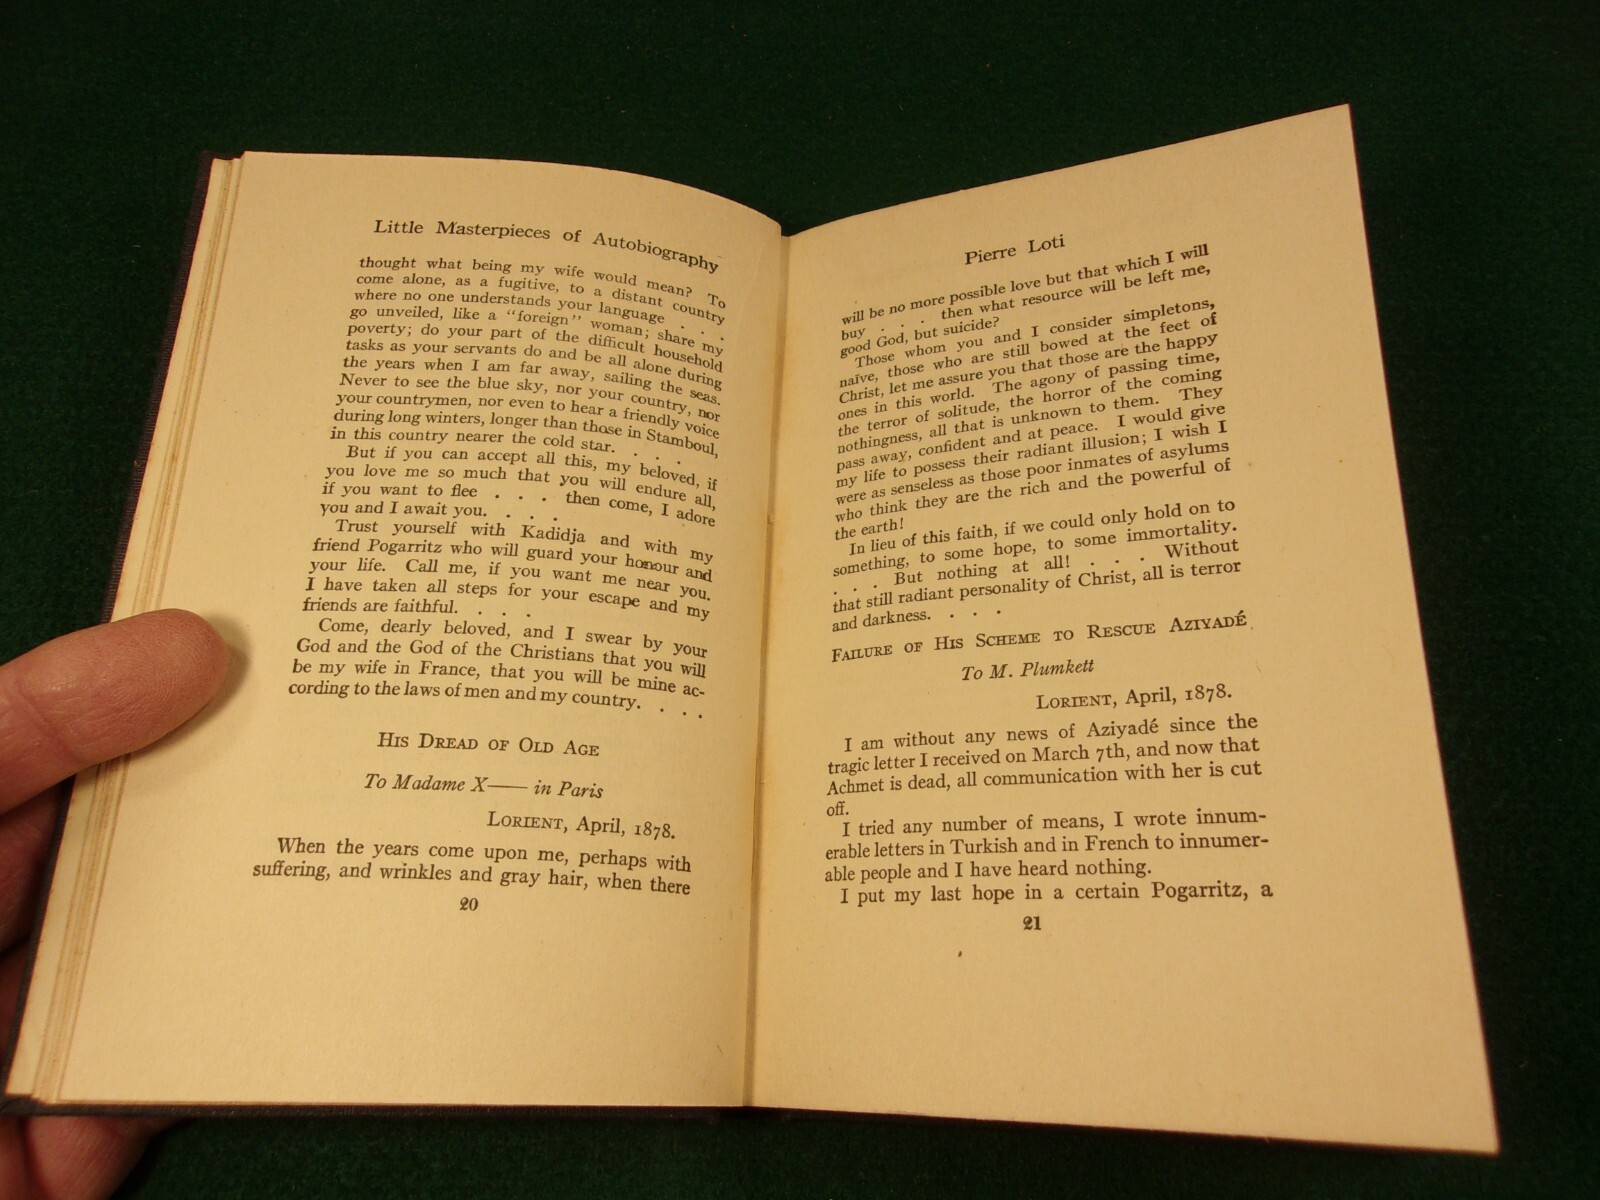 Little Masterpieces of Autobiography
thought what being my wife would mean? To
come alone, as a fugitive, to a distant country
where no one understands your language . . .
go unveiled, like a "foreign" woman; share my
poverty; do your part of the difficult household
tasks as your servants do and be all alone during
the years when I am far away, sailing the seas.
Never to see the blue sky, nor your country, nor
your countrymen, nor even to hear a friendly voice
during long winters, longer than those in Stamboul,
in this country nearer the cold star. . . .
But if you can accept all this, my beloved, if
you love me so much that you will endure all,
if you want to flee . . . then come, I adore
you and I await you. . . .
Trust yourself with Kadidja and with my
friend Pogarritz who will guard your honour and
your life. Call me, if you want me near you.
I have taken all steps for your escape and my
friends are faithful. . . .
Come, dearly beloved, and I swear by your
God and the God of the Christians that you will
be my wife in France, that you will be mine ac-
cording to the laws of men and my country. . . .
His Dread of Old Age
To Madame X—— in Paris
Lorient, April, 1878.
When the years come upon me, perhaps with
suffering, and wrinkles and gray hair, when there
20
Pierre Loti
will be no more possible love but that which I will
buy . . . then what resource will be left me,
good God, but suicide?
Those whom you and I consider simpletons,
naïve, those who are still bowed at the feet of
Christ, let me assure you that those are the happy
ones in this world. The agony of passing time,
the terror of solitude, the horror of the coming
nothingness, all that is unknown to them. They
pass away, confident and at peace. I would give
my life to possess their radiant illusion; I wish I
were as senseless as those poor inmates of asylums
who think they are the rich and the powerful of
the earth!
In lieu of this faith, if we could only hold on to
something, to some hope, to some immortality.
. . . But nothing at all! . . . Without
that still radiant personality of Christ, all is terror
and darkness. . . .
Failure of His Scheme to Rescue Aziyadé
To M. Plumkett
Lorient, April, 1878.
I am without any news of Aziyadé since the
tragic letter I received on March 7th, and now that
Achmet is dead, all communication with her is cut
off.
I tried any number of means, I wrote innum-
erable letters in Turkish and in French to innumer-
able people and I have heard nothing.
I put my last hope in a certain Pogarritz, a
21